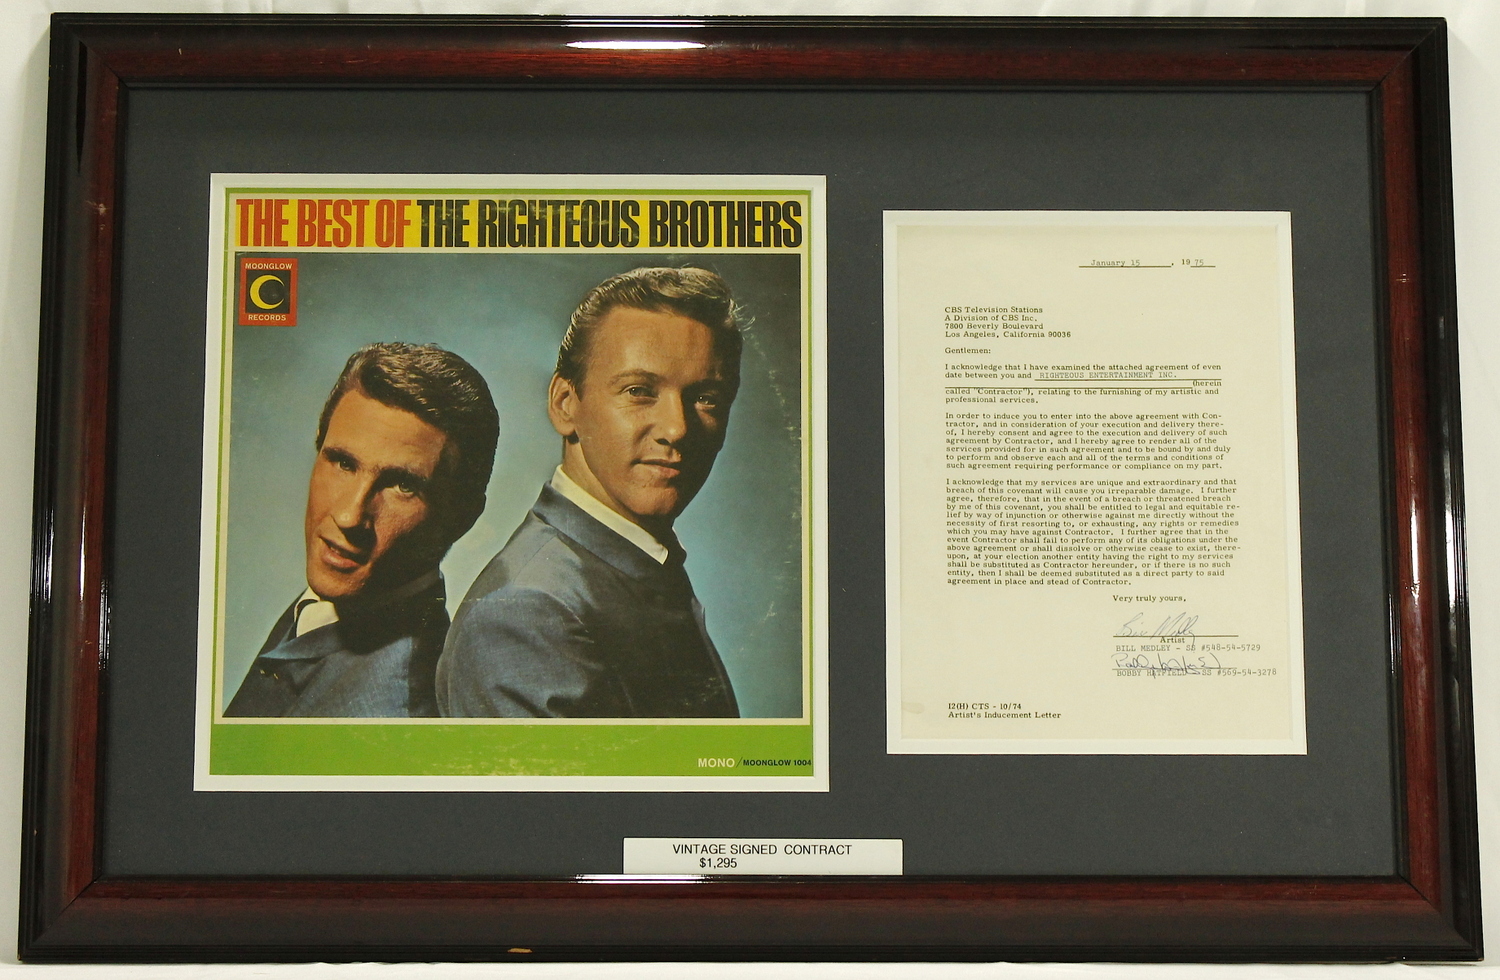 THE BEST OF THE RIGHTEOUS BROTHERS
MOONGLOW
RECORDS
MONO / MOONGLOW 1004
January 15, 1975
CBS Television Stations
A Division of CBS Inc.
7800 Beverly Boulevard
Los Angeles, California 90036
Gentlemen:
I acknowledge that I have examined the attached agreement of even
date between you and RIGHTEOUS ENTERTAINMENT INC.
(herein
called "Contractor"), relating to the furnishing of my artistic and
professional services.
In order to induce you to enter into the above agreement with Con-
tractor, and in consideration of your execution and delivery there-
of, I hereby consent and agree to the execution and delivery of such
agreement by Contractor, and I hereby agree to render all of the
services provided for in such agreement and to be bound by and duly
to perform and observe each and all of the terms and conditions of
such agreement requiring performance or compliance on my part.
I acknowledge that my services are unique and extraordinary and that
breach of this covenant will cause you irreparable damage. I further
agree, therefore, that in the event of a breach or threatened breach
by me of this covenant, you shall be entitled to legal and equitable re-
lief by way of injunction or otherwise against me directly without the
necessity of first resorting to, or exhausting, any rights or remedies
which you may have against Contractor. I further agree that in the
event Contractor shall fail to perform any of its obligations under the
above agreement or shall dissolve or otherwise cease to exist, there-
upon, at your election another entity having the right to my services
shall be substituted as Contractor hereunder, or if there is no such
entity, then I shall be deemed substituted as a direct party to said
agreement in place and stead of Contractor.
Very truly yours,
Bill Medley
Artist
BILL MEDLEY - SS #[redacted]
Bobby Hatfield
BOBBY HATFIELD - SS #[redacted]
12(H) CTS - 10/74
Artist's Inducement Letter
VINTAGE SIGNED CONTRACT
$1,295